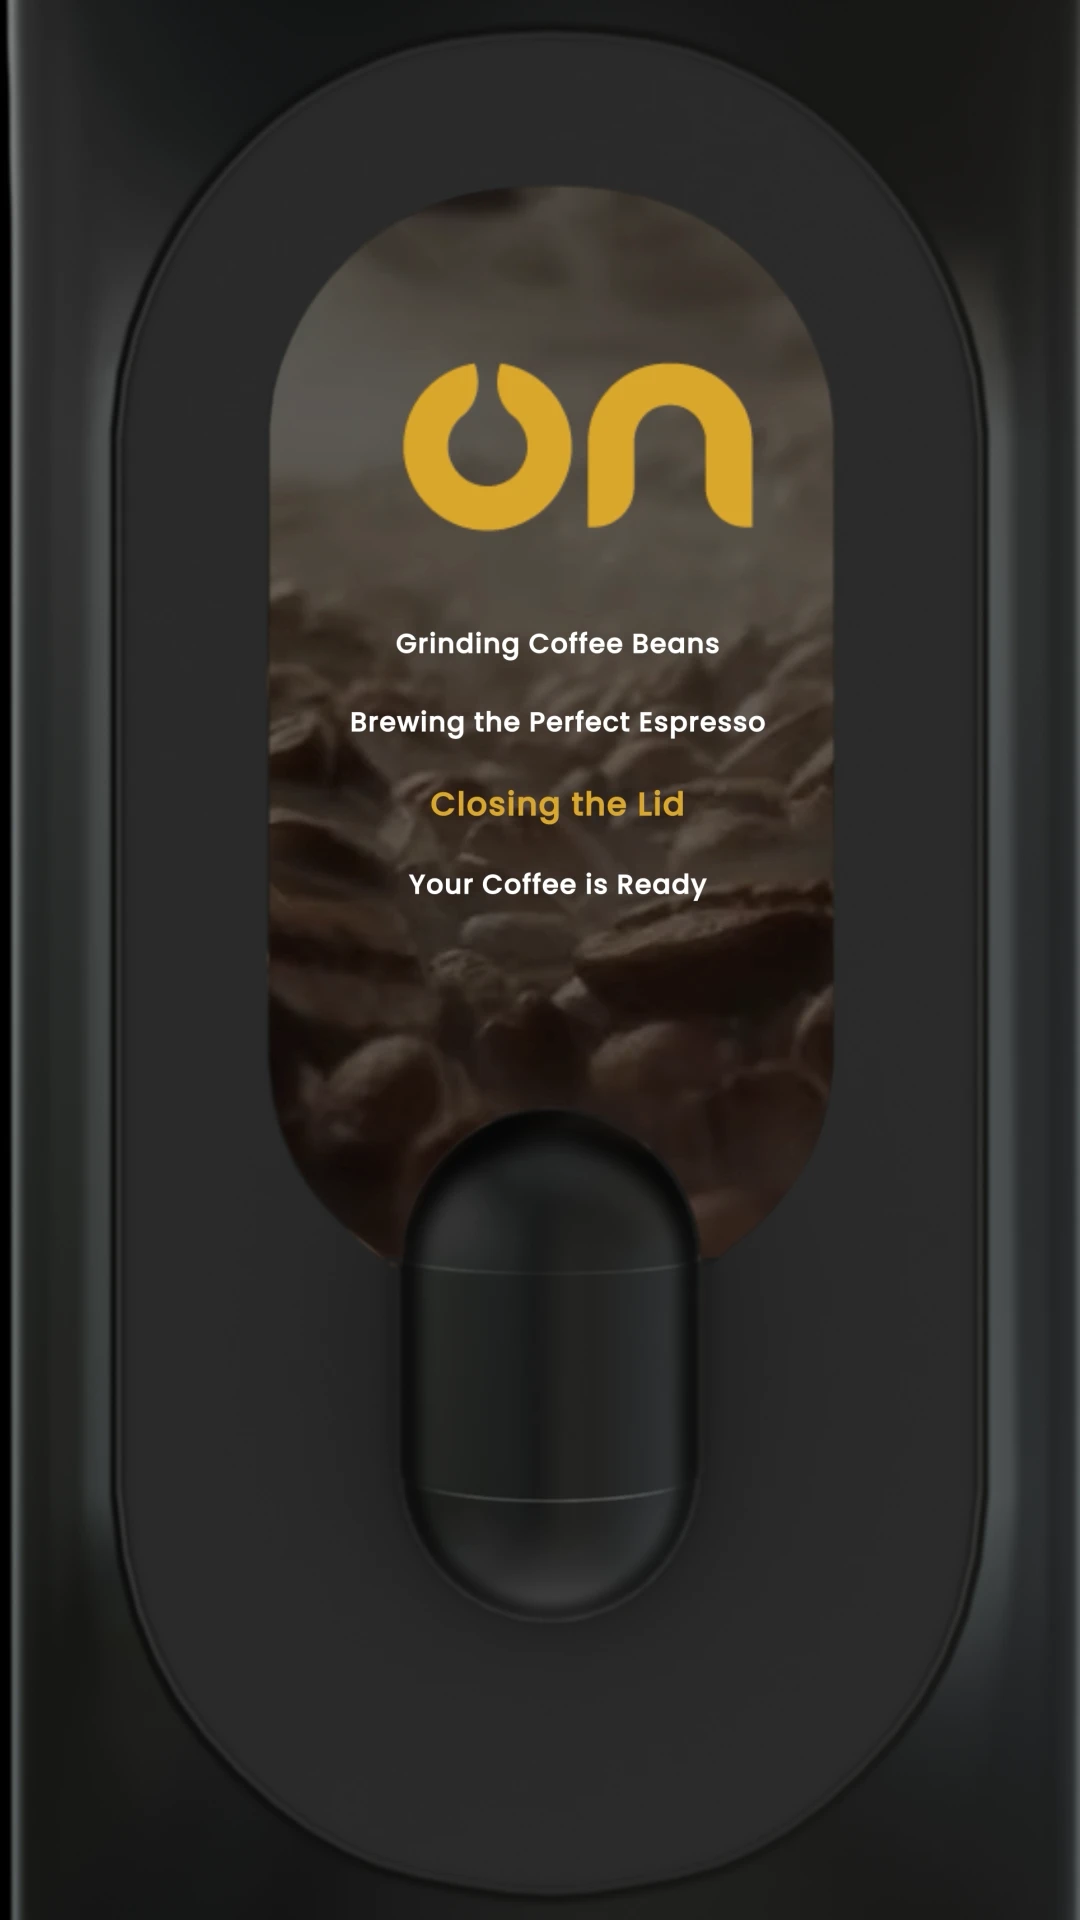 on
Grinding Coffee Beans
Brewing the Perfect Espresso
Closing the Lid
Your Coffee is Ready